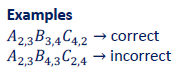 Examples
A₂,₃B₃,₄C₄,₂ → correct
A₂,₃B₄,₃C₂,₄ → incorrect